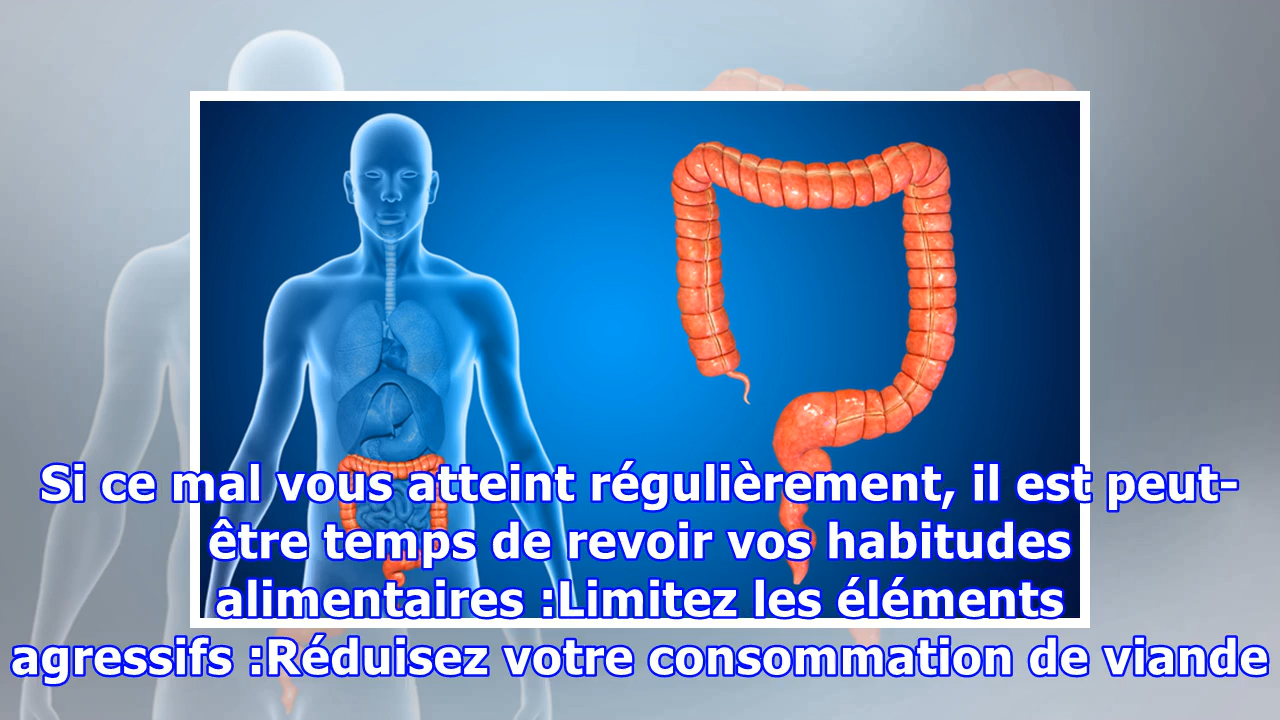 Si ce mal vous atteint régulièrement, il est peut-
être temps de revoir vos habitudes
alimentaires :Limitez les éléments
agressifs :Réduisez votre consommation de viande